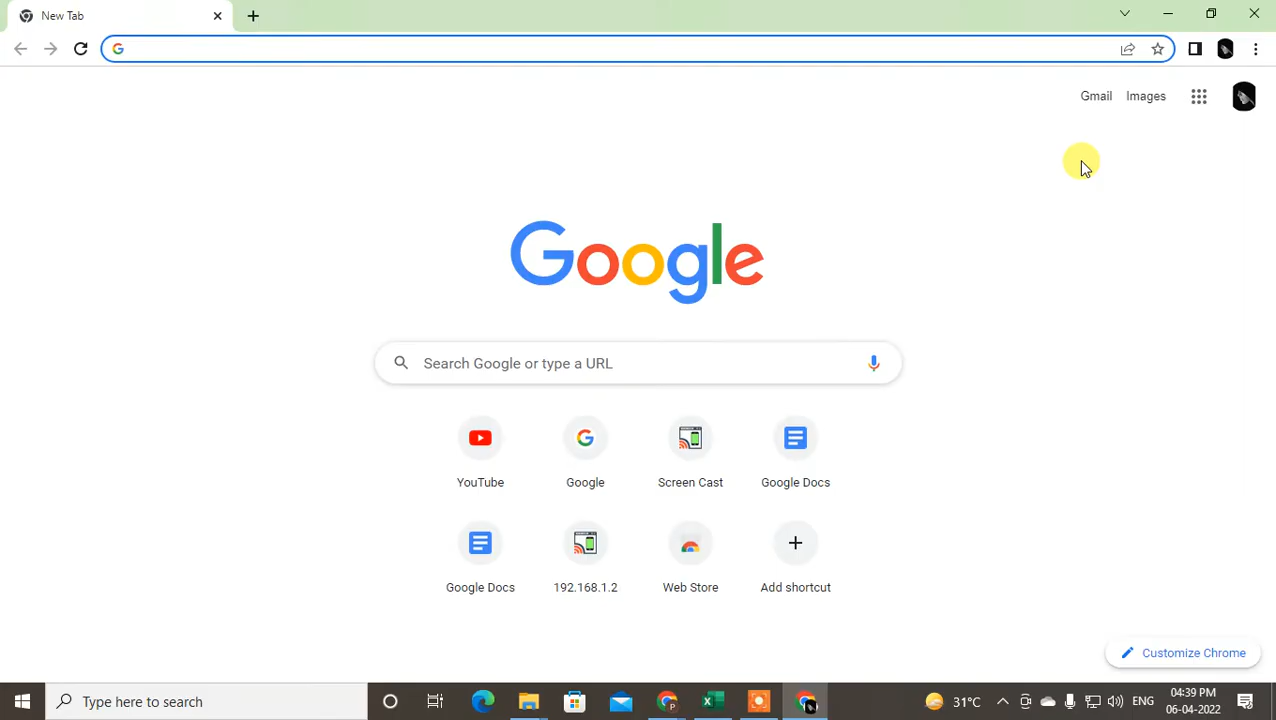 New Tab
Gmail Images
Google
Search Google or type a URL
YouTube Google Screen Cast Google Docs
Google Docs 192.168.1.2 Web Store Add shortcut
Customize Chrome
Type here to search
31°C ENG 04:39 PM
06-04-2022